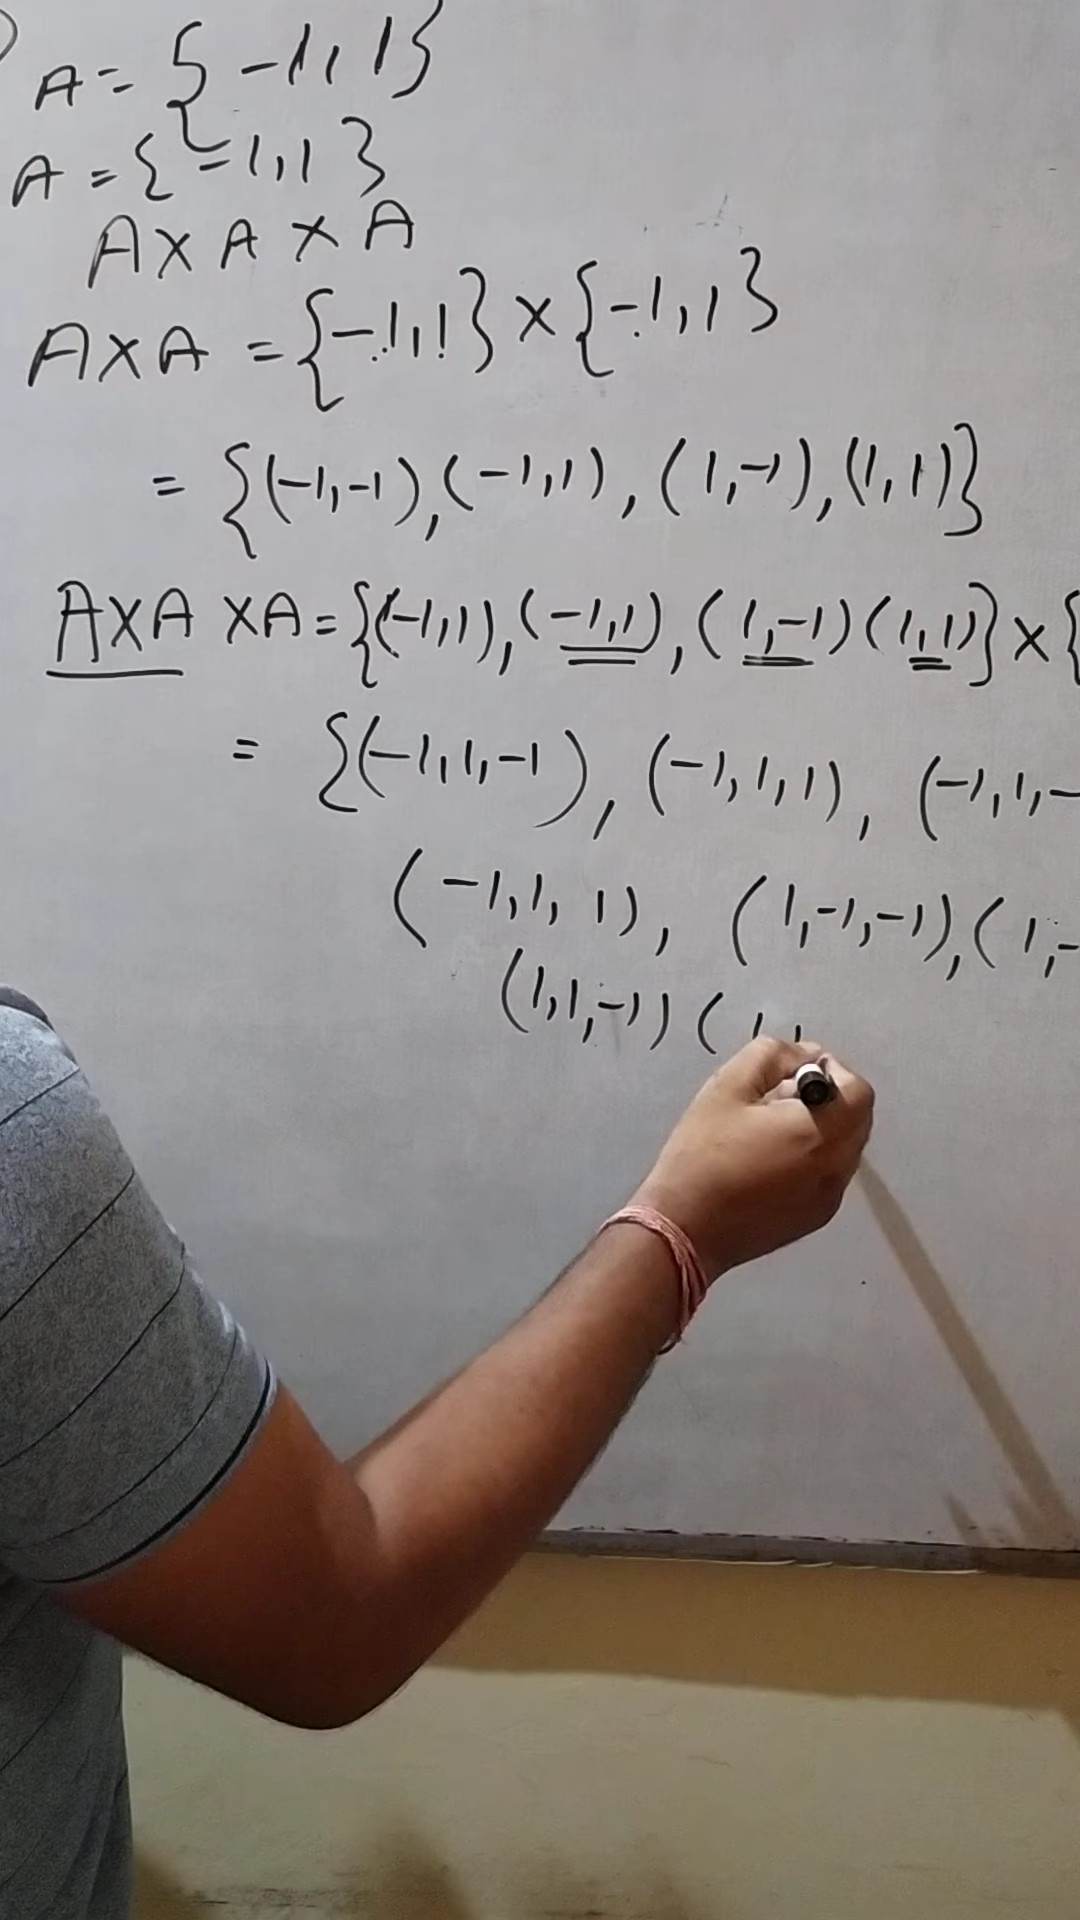 A = { -1, 1}
A = { -1, 1 }
A X A X A
A X A = {-1, 1} X {-1, 1}
= {(-1,-1), (-1,1), (1,-1), (1,1)}
A X A X A = {(-1,1), (-1,1), (1,-1) (1,1)} X {
= {(-1,1,-1), (-1,1,1), (-1,1,-
(-1,1,1), (1,-1,-1), (1,-
(1,1,-1) ( 1,1